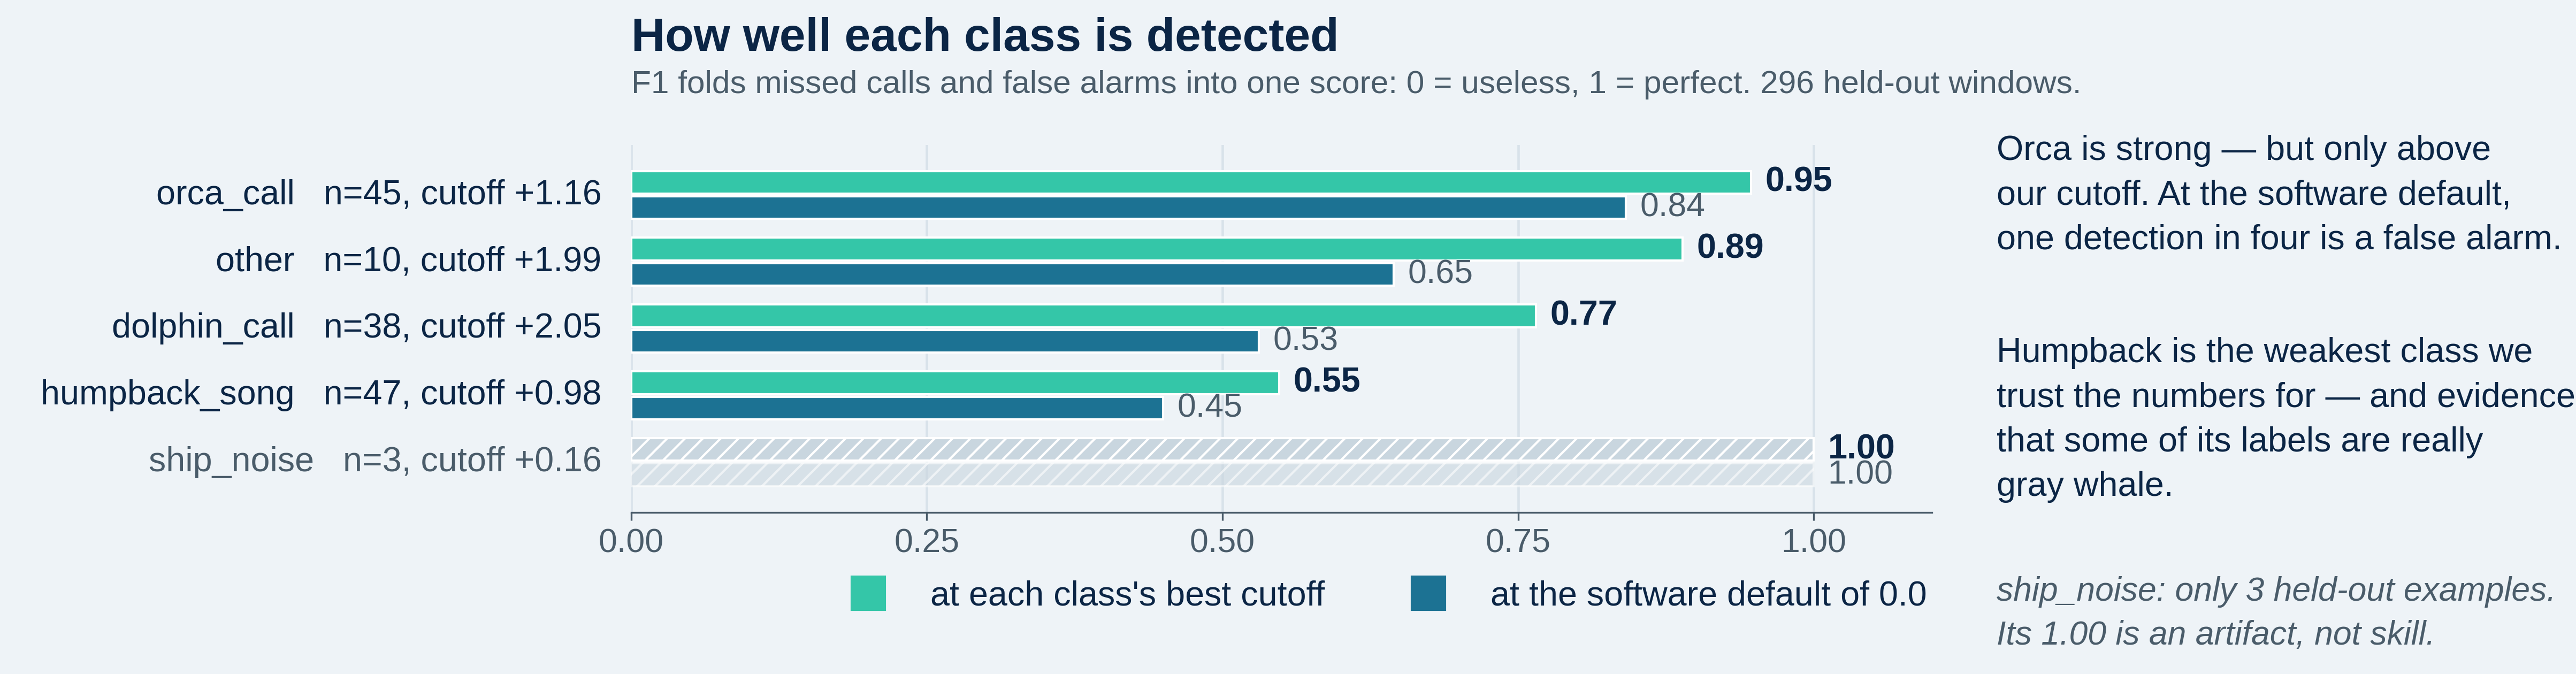 How well each class is detected
F1 folds missed calls and false alarms into one score: 0 = useless, 1 = perfect. 296 held-out windows.
orca_call n=45, cutoff +1.16
0.95
0.84
other n=10, cutoff +1.99
0.89
0.65
dolphin_call n=38, cutoff +2.05
0.77
0.53
humpback_song n=47, cutoff +0.98
0.55
0.45
ship_noise n=3, cutoff +0.16
1.00
1.00
0.00 0.25 0.50 0.75 1.00
at each class's best cutoff at the software default of 0.0
Orca is strong — but only above
our cutoff. At the software default,
one detection in four is a false alarm.
Humpback is the weakest class we
trust the numbers for — and evidence
that some of its labels are really
gray whale.
ship_noise: only 3 held-out examples.
Its 1.00 is an artifact, not skill.